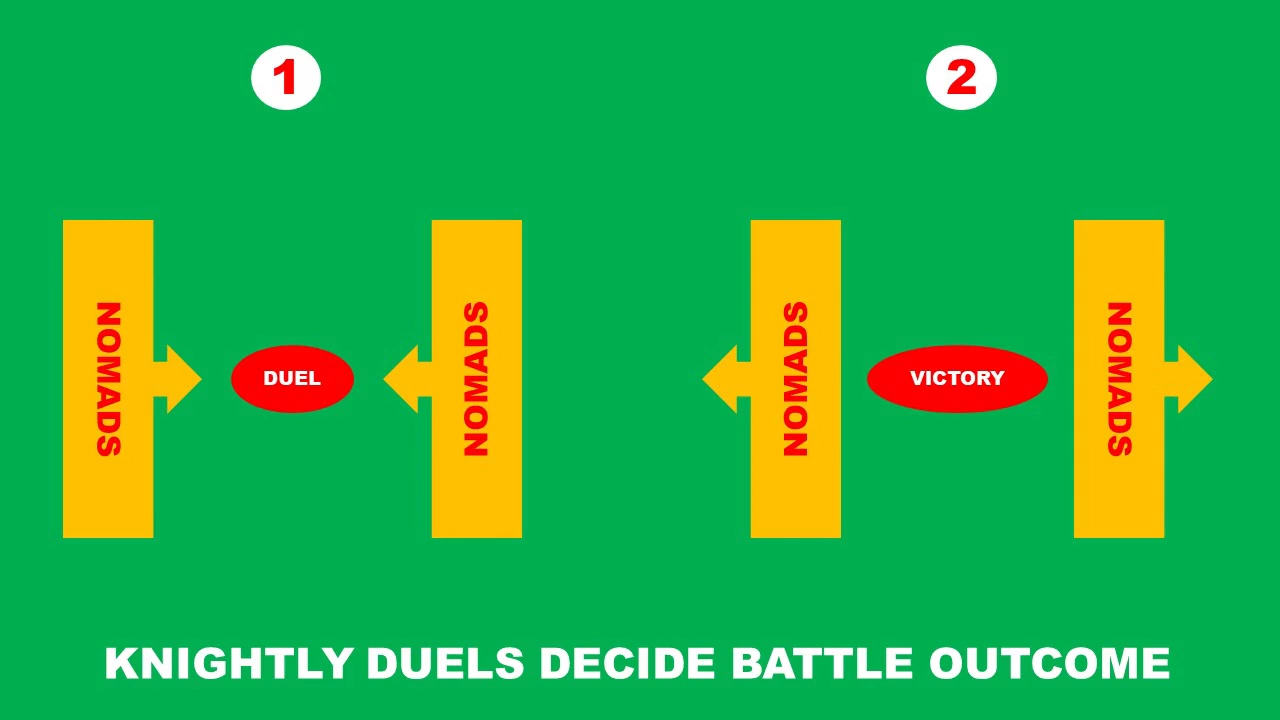 1
2
NOMADS
DUEL
NOMADS
NOMADS
VICTORY
NOMADS
KNIGHTLY DUELS DECIDE BATTLE OUTCOME